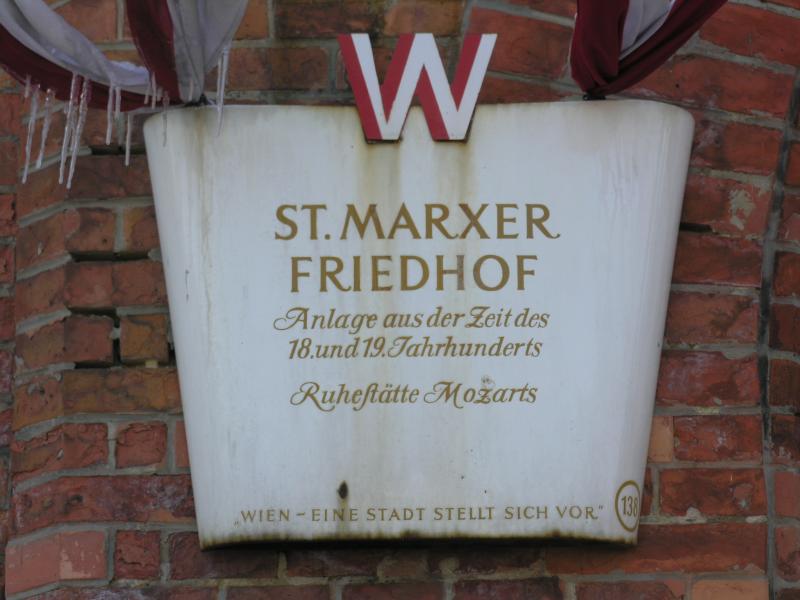 W
ST. MARXER
FRIEDHOF
Anlage aus der Zeit des
18. und 19. Jahrhunderts
Ruheſtätte Mozarts
„WIEN – EINE STADT STELLT SICH VOR"
138